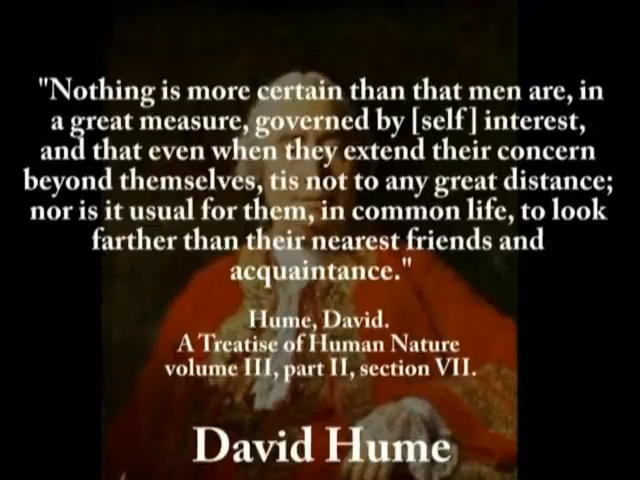 "Nothing is more certain than that men are, in
a great measure, governed by [self] interest,
and that even when they extend their concern
beyond themselves, tis not to any great distance;
nor is it usual for them, in common life, to look
farther than their nearest friends and
acquaintance."
Hume, David.
A Treatise of Human Nature
volume III, part II, section VII.
David Hume